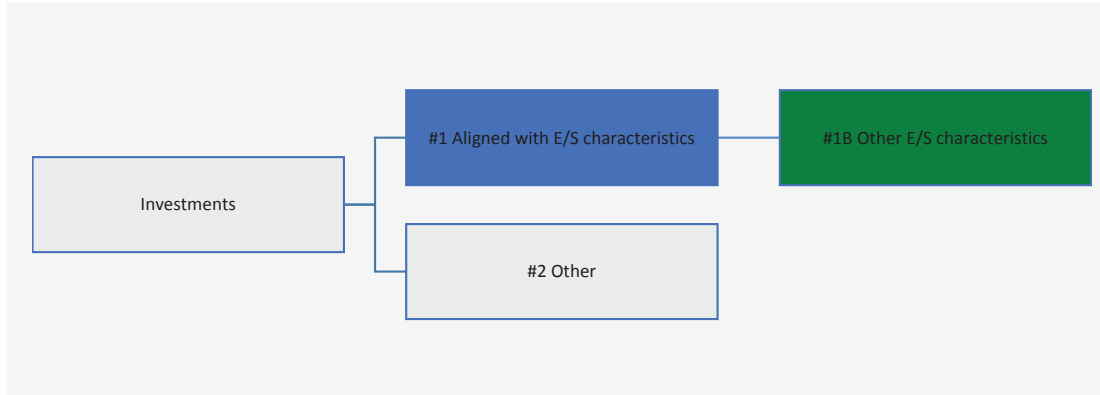 #1 Aligned with E/S characteristics
#1B Other E/S characteristics
Investments
#2 Other